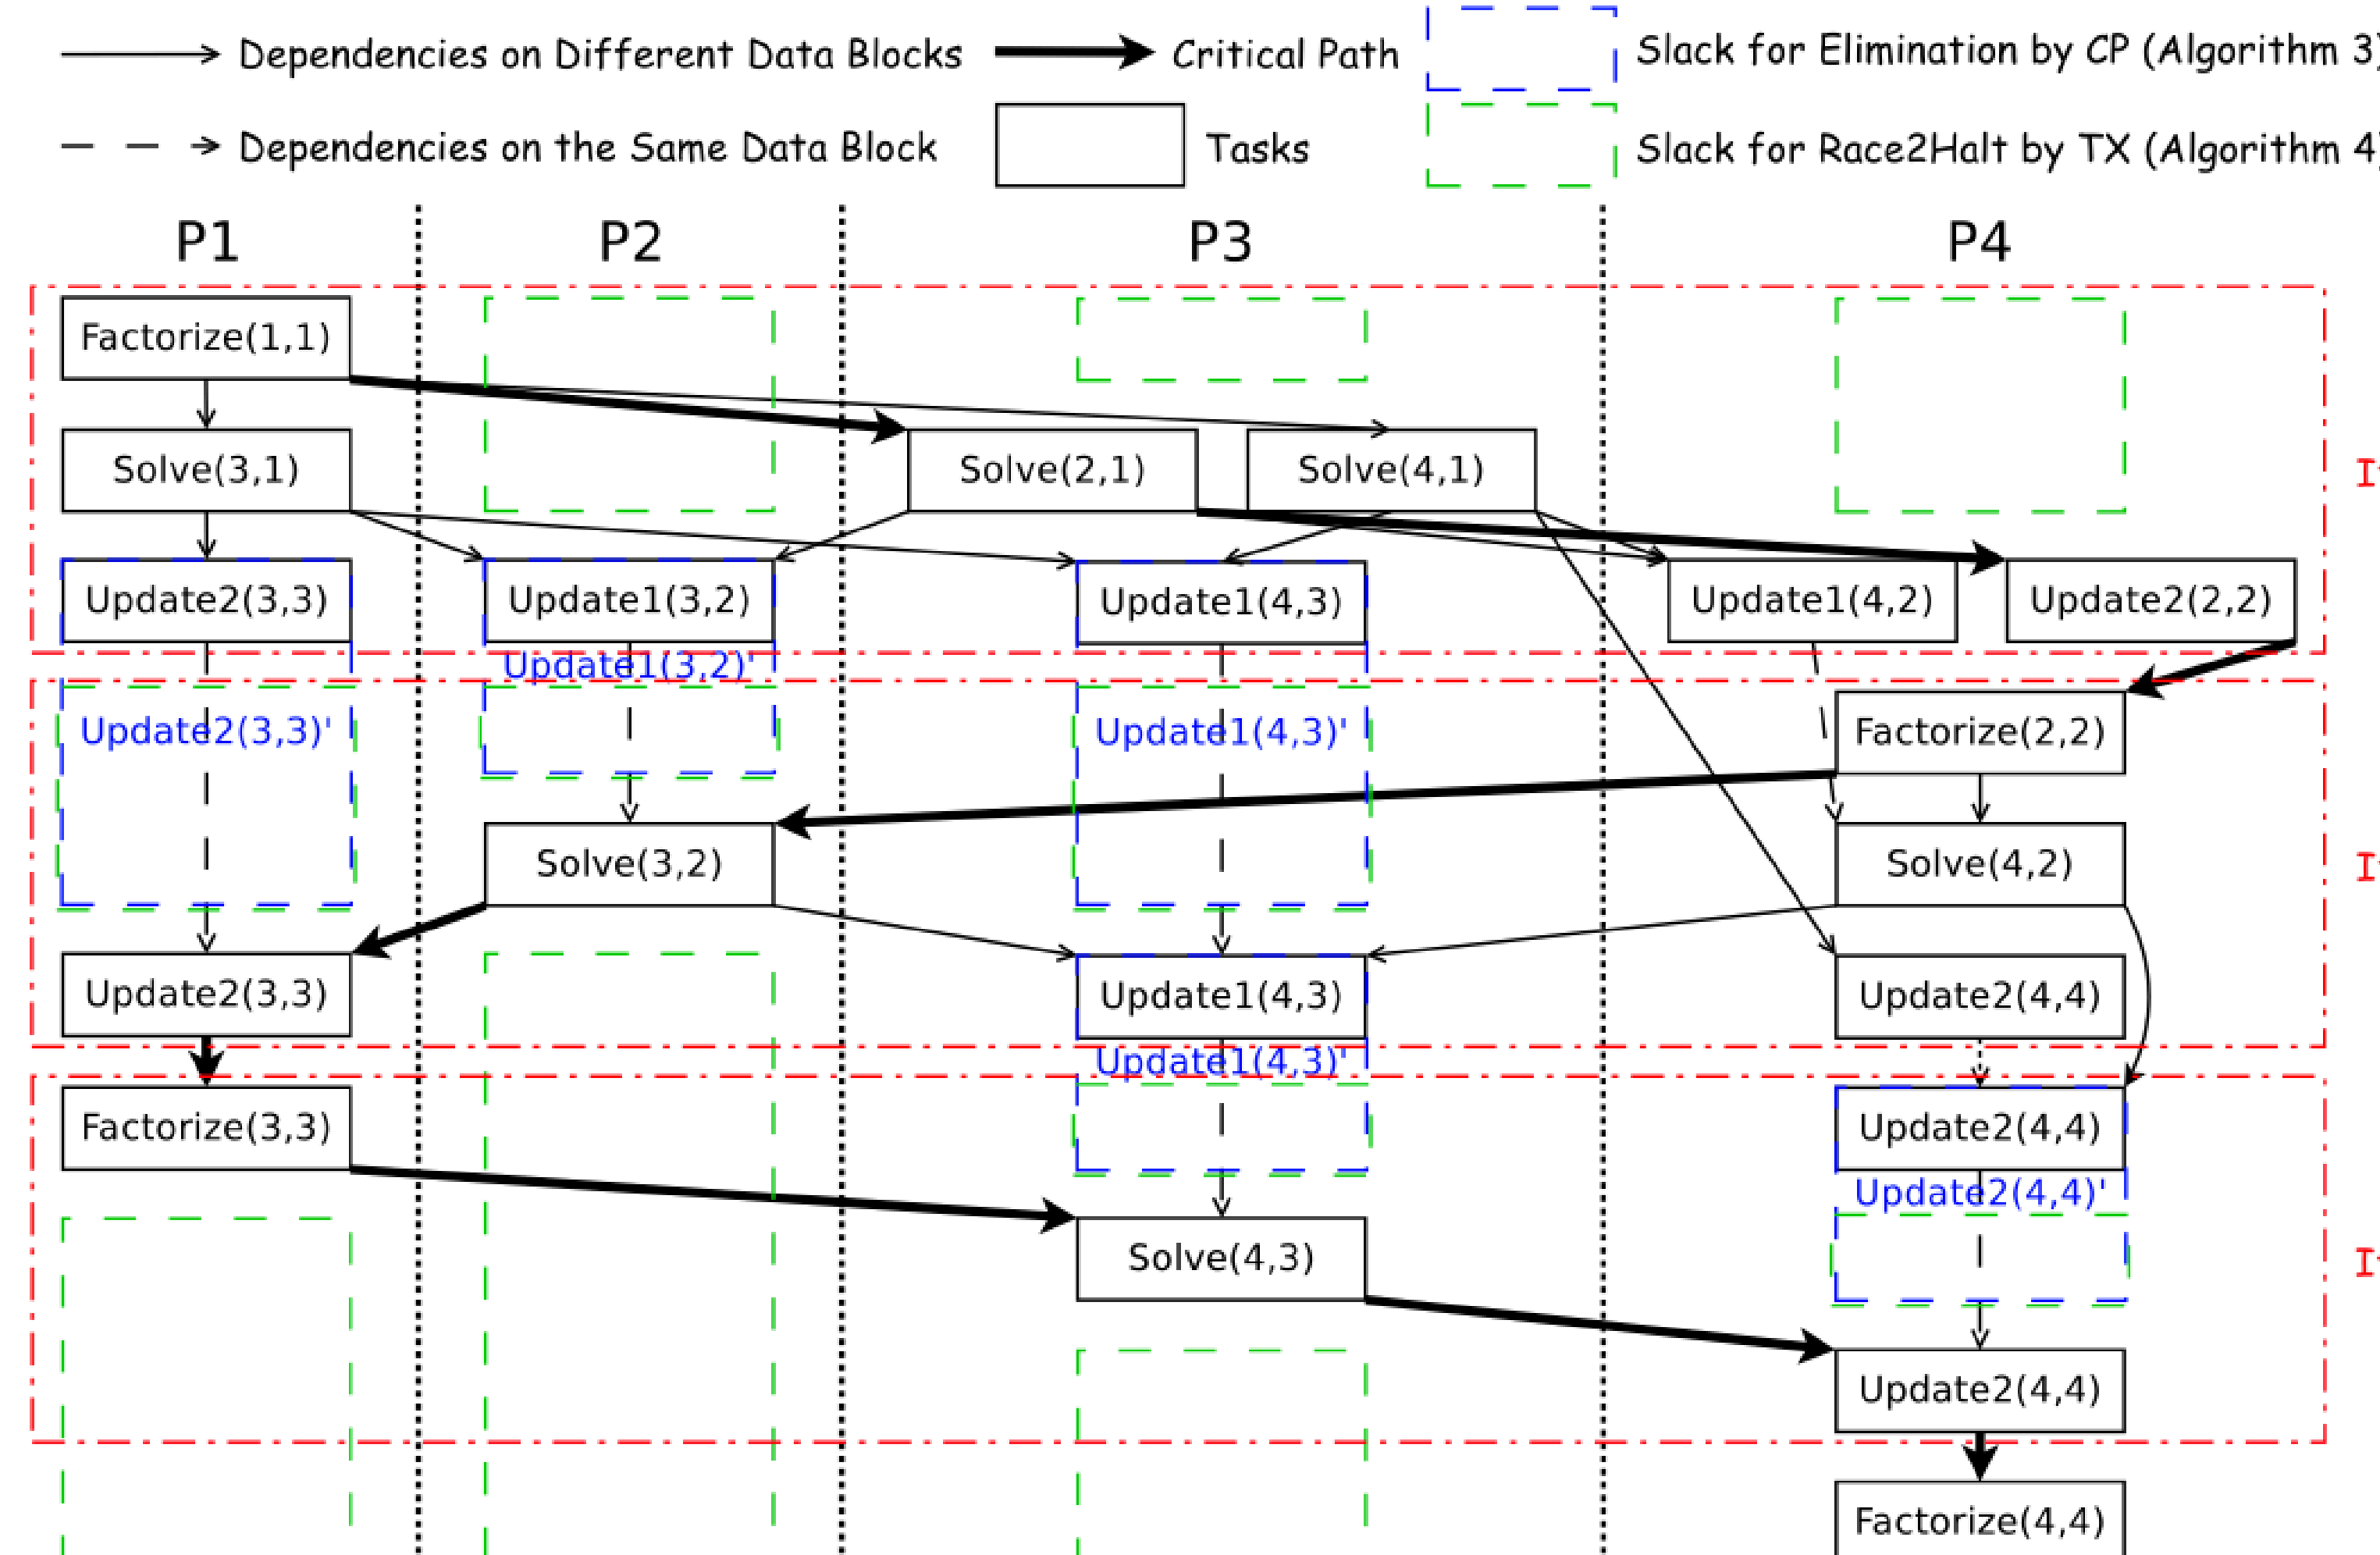 Dependencies on Different Data Blocks Critical Path Slack for Elimination by CP (Algorithm 3)
Dependencies on the Same Data Block Tasks Slack for Race2Halt by TX (Algorithm 4)
P1 P2 P3 P4
Factorize(1,1)
Solve(3,1) Solve(2,1) Solve(4,1)
Update2(3,3) Update1(3,2) Update1(4,3) Update1(4,2) Update2(2,2)
Update1(3,2)'
Update2(3,3)' Update1(4,3)' Factorize(2,2)
Solve(3,2) Solve(4,2)
Update2(3,3) Update1(4,3) Update2(4,4)
Update1(4,3)'
Factorize(3,3) Update2(4,4)
Update2(4,4)'
Solve(4,3)
Update2(4,4)
Factorize(4,4)